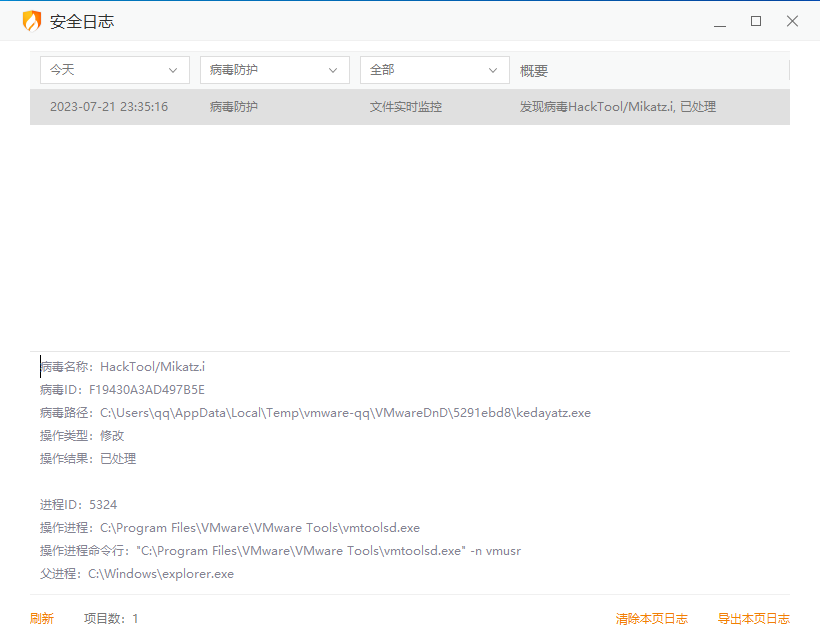 安全日志
今天 病毒防护 全部 概要
2023-07-21 23:35:16 病毒防护 文件实时监控 发现病毒HackTool/Mikatz.i, 已处理
病毒名称：HackTool/Mikatz.i
病毒ID：F19430A3AD497B5E
病毒路径：C:\Users\qq\AppData\Local\Temp\vmware-qq\VMwareDnD\5291ebd8\kedayatz.exe
操作类型：修改
操作结果：已处理
进程ID：5324
操作进程：C:\Program Files\VMware\VMware Tools\vmtoolsd.exe
操作进程命令行："C:\Program Files\VMware\VMware Tools\vmtoolsd.exe" -n vmusr
父进程：C:\Windows\explorer.exe
刷新 项目数：1 清除本页日志 导出本页日志